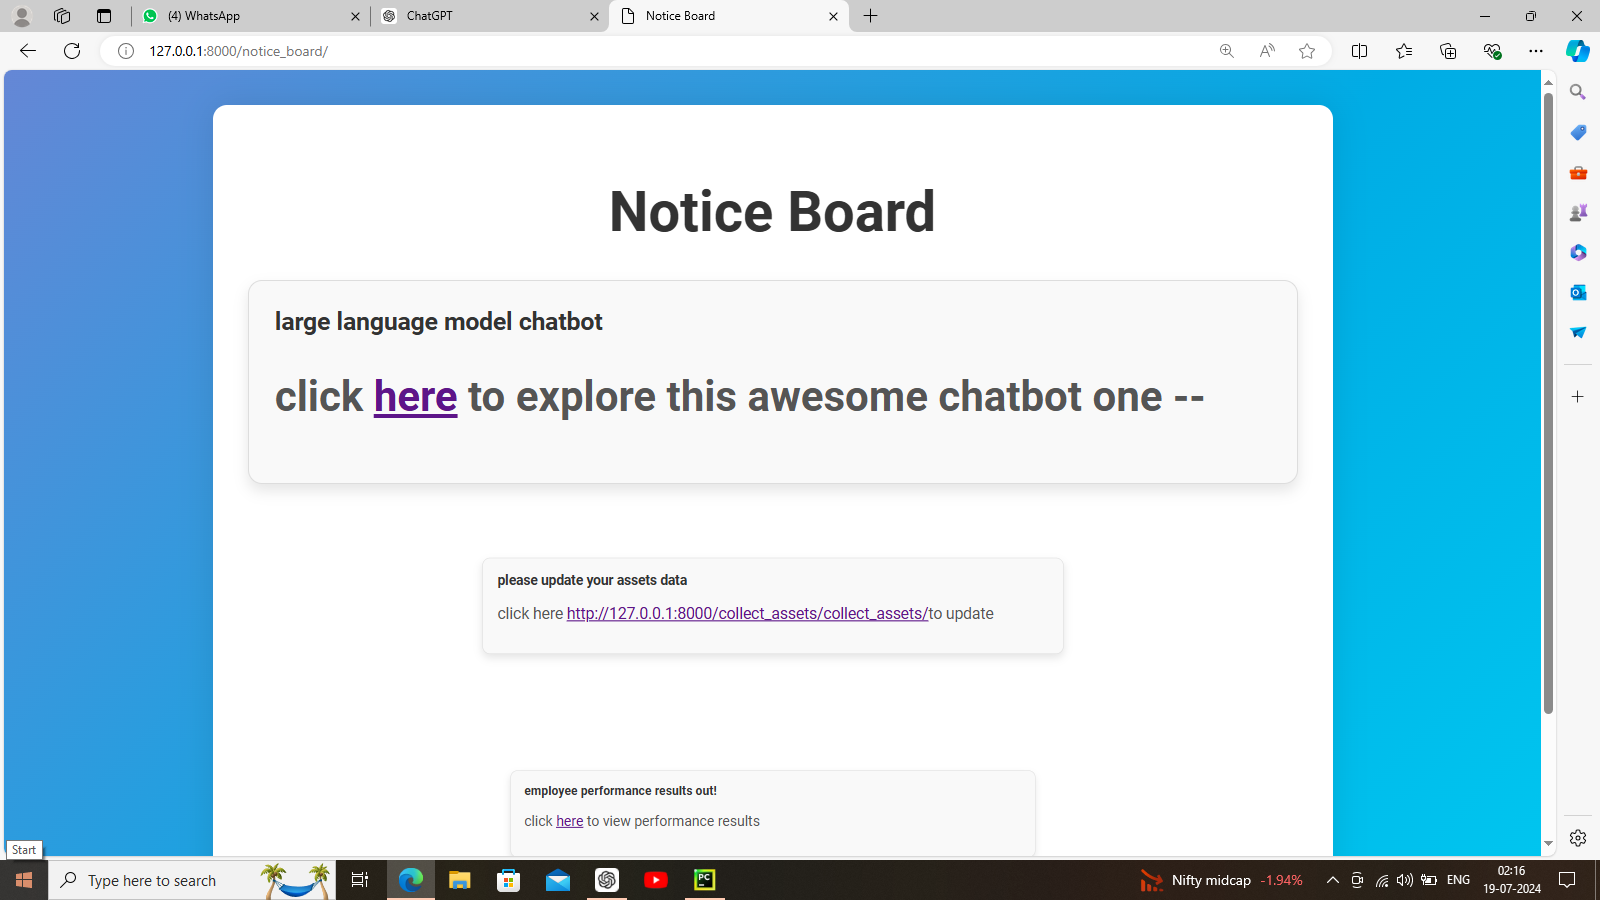 (4) WhatsApp
ChatGPT
Notice Board
127.0.0.1:8000/notice_board/
Notice Board
large language model chatbot
click here to explore this awesome chatbot one --
please update your assets data
click here http://127.0.0.1:8000/collect_assets/collect_assets/to update
employee performance results out!
click here to view performance results
Start
Type here to search
PC
Nifty midcap -1.94%
ENG
02:16
19-07-2024